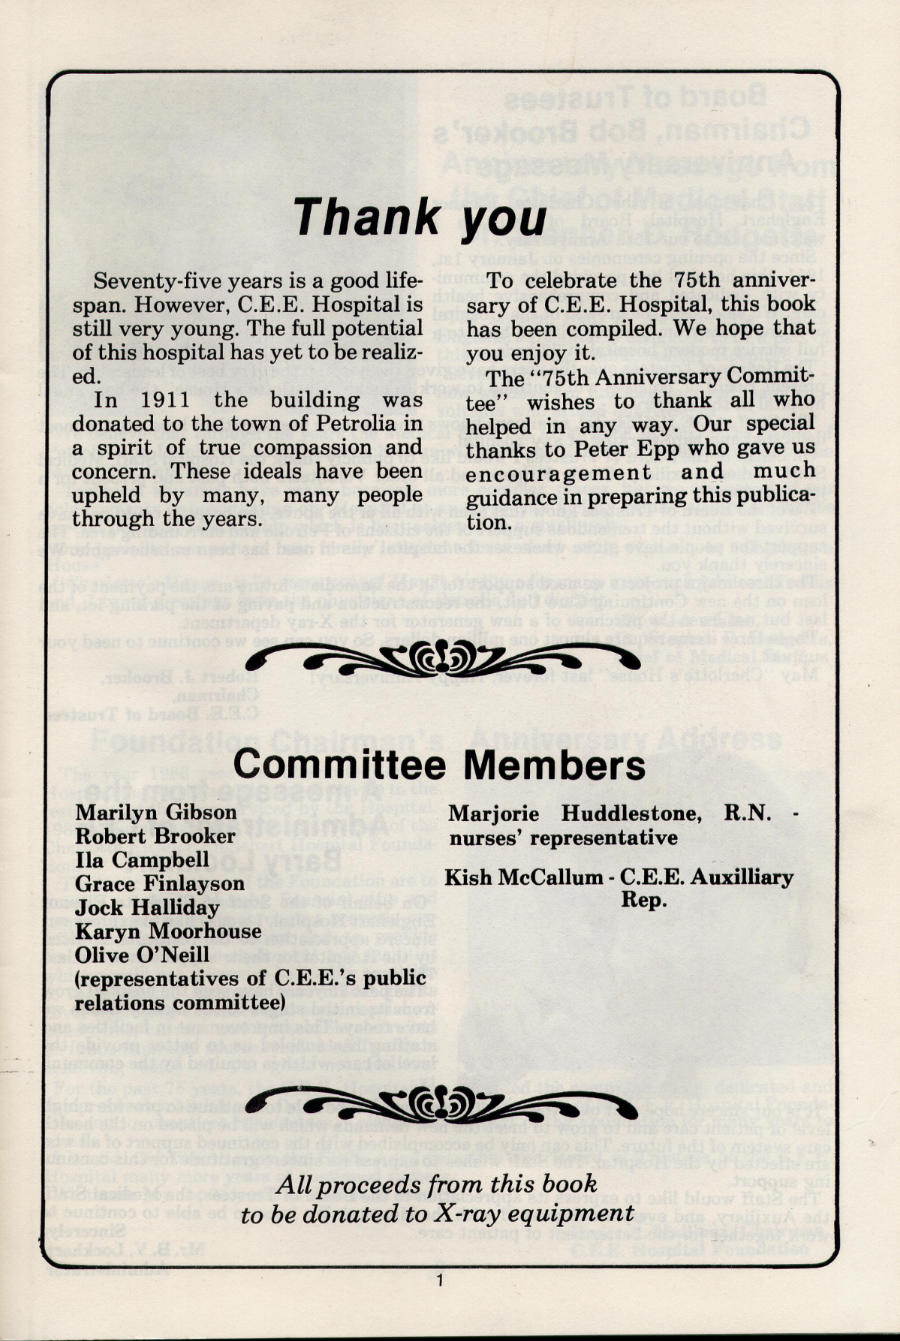 Thank you
Seventy-five years is a good life-
span. However, C.E.E. Hospital is
still very young. The full potential
of this hospital has yet to be realiz-
ed.
In 1911 the building was
donated to the town of Petrolia in
a spirit of true compassion and
concern. These ideals have been
upheld by many, many people
through the years.
To celebrate the 75th anniver-
sary of C.E.E. Hospital, this book
has been compiled. We hope that
you enjoy it.
The "75th Anniversary Commit-
tee" wishes to thank all who
helped in any way. Our special
thanks to Peter Epp who gave us
encouragement and much
guidance in preparing this publica-
tion.
Committee Members
Marilyn Gibson
Robert Brooker
Ila Campbell
Grace Finlayson
Jock Halliday
Karyn Moorhouse
Olive O'Neill
(representatives of C.E.E.'s public
relations committee)
Marjorie Huddlestone, R.N. -
nurses' representative
Kish McCallum - C.E.E. Auxilliary
Rep.
All proceeds from this book
to be donated to X-ray equipment
1